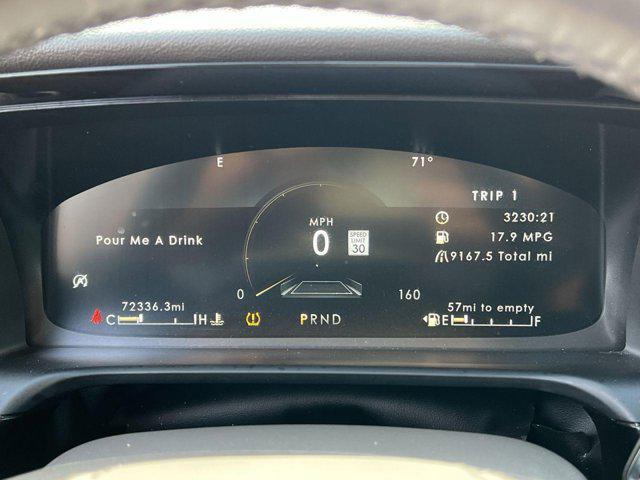 E 71°
TRIP 1
MPH
3230:21
Pour Me A Drink
0
SPEED
LIMIT
30
17.9 MPG
9167.5 Total mi
0 160
72336.3mi
57mi to empty
C H PRND E F